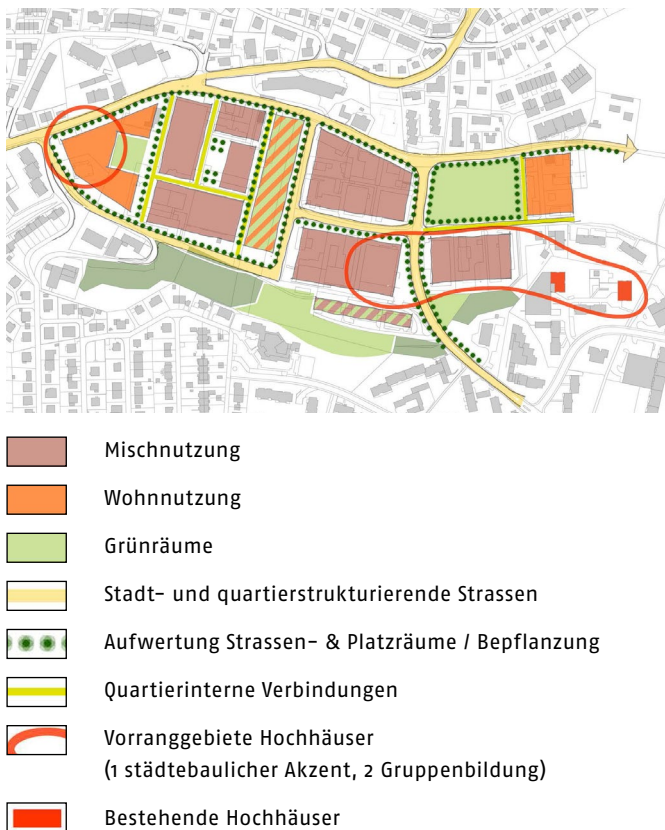 Mischnutzung
Wohnnutzung
Grünräume
Stadt- und quartierstrukturierende Strassen
Aufwertung Strassen- & Platzräume / Bepflanzung
Quartierinterne Verbindungen
Vorranggebiete Hochhäuser
(1 städtebaulicher Akzent, 2 Gruppenbildung)
Bestehende Hochhäuser